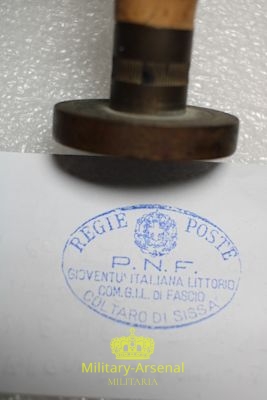 REGIE POSTE
P.N.F.
GIOVENTU' ITALIANA LITTORIO
COM. G.I.L. DI FASCIO
COLTARO DI SISSA
Military-Arsenal
MILITARIA